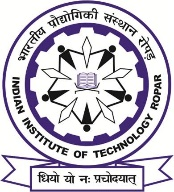 भारतीय प्रौद्योगिकी संस्थान रोपड़
INDIAN INSTITUTE OF TECHNOLOGY ROPAR
धियो यो नः प्रचोदयात्